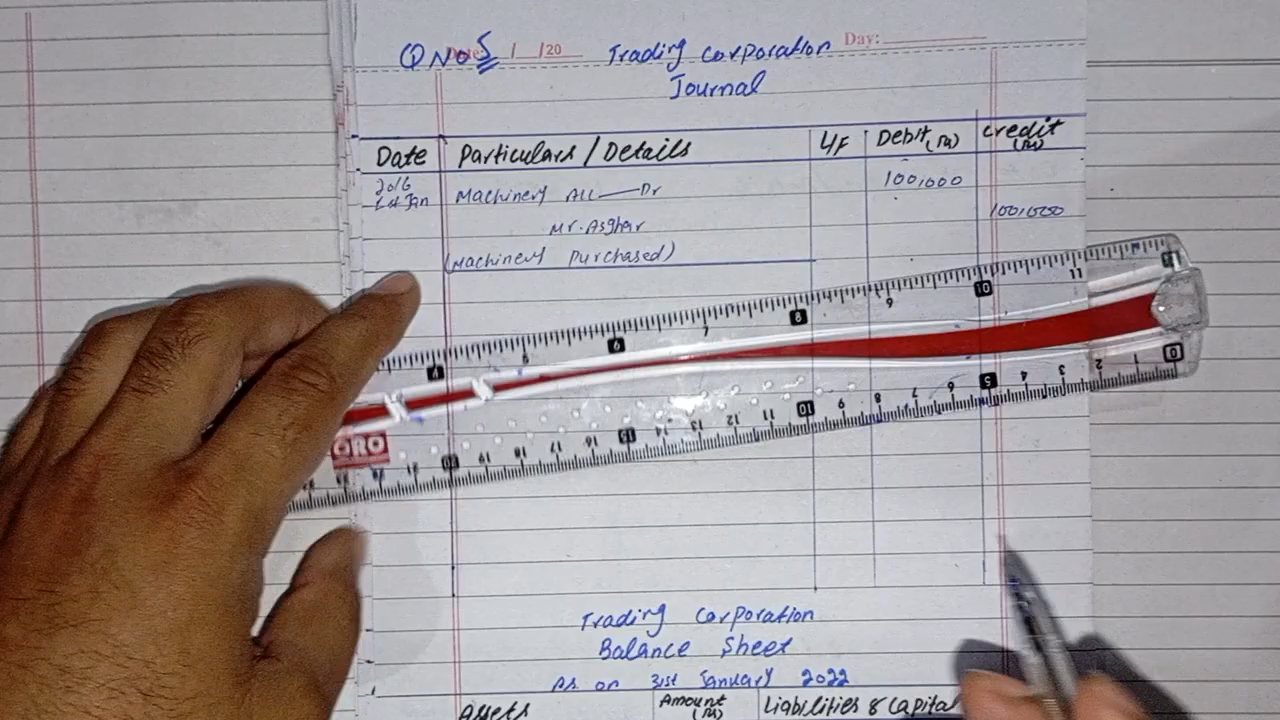 Q No 5 Date: / /20 Trading Corporation Day:
Journal
Date Particulars / Details L/F Debit (Rs) Credit (Rs)
2016
1st Jan Machinery A/c Dr 100,000
Mr. Asghar 100,000
(Machinery Purchased)
ORO
Trading Corporation
Balance Sheet
As on 31st January 2022
Assets Amount (Rs) Liabilities & Capital